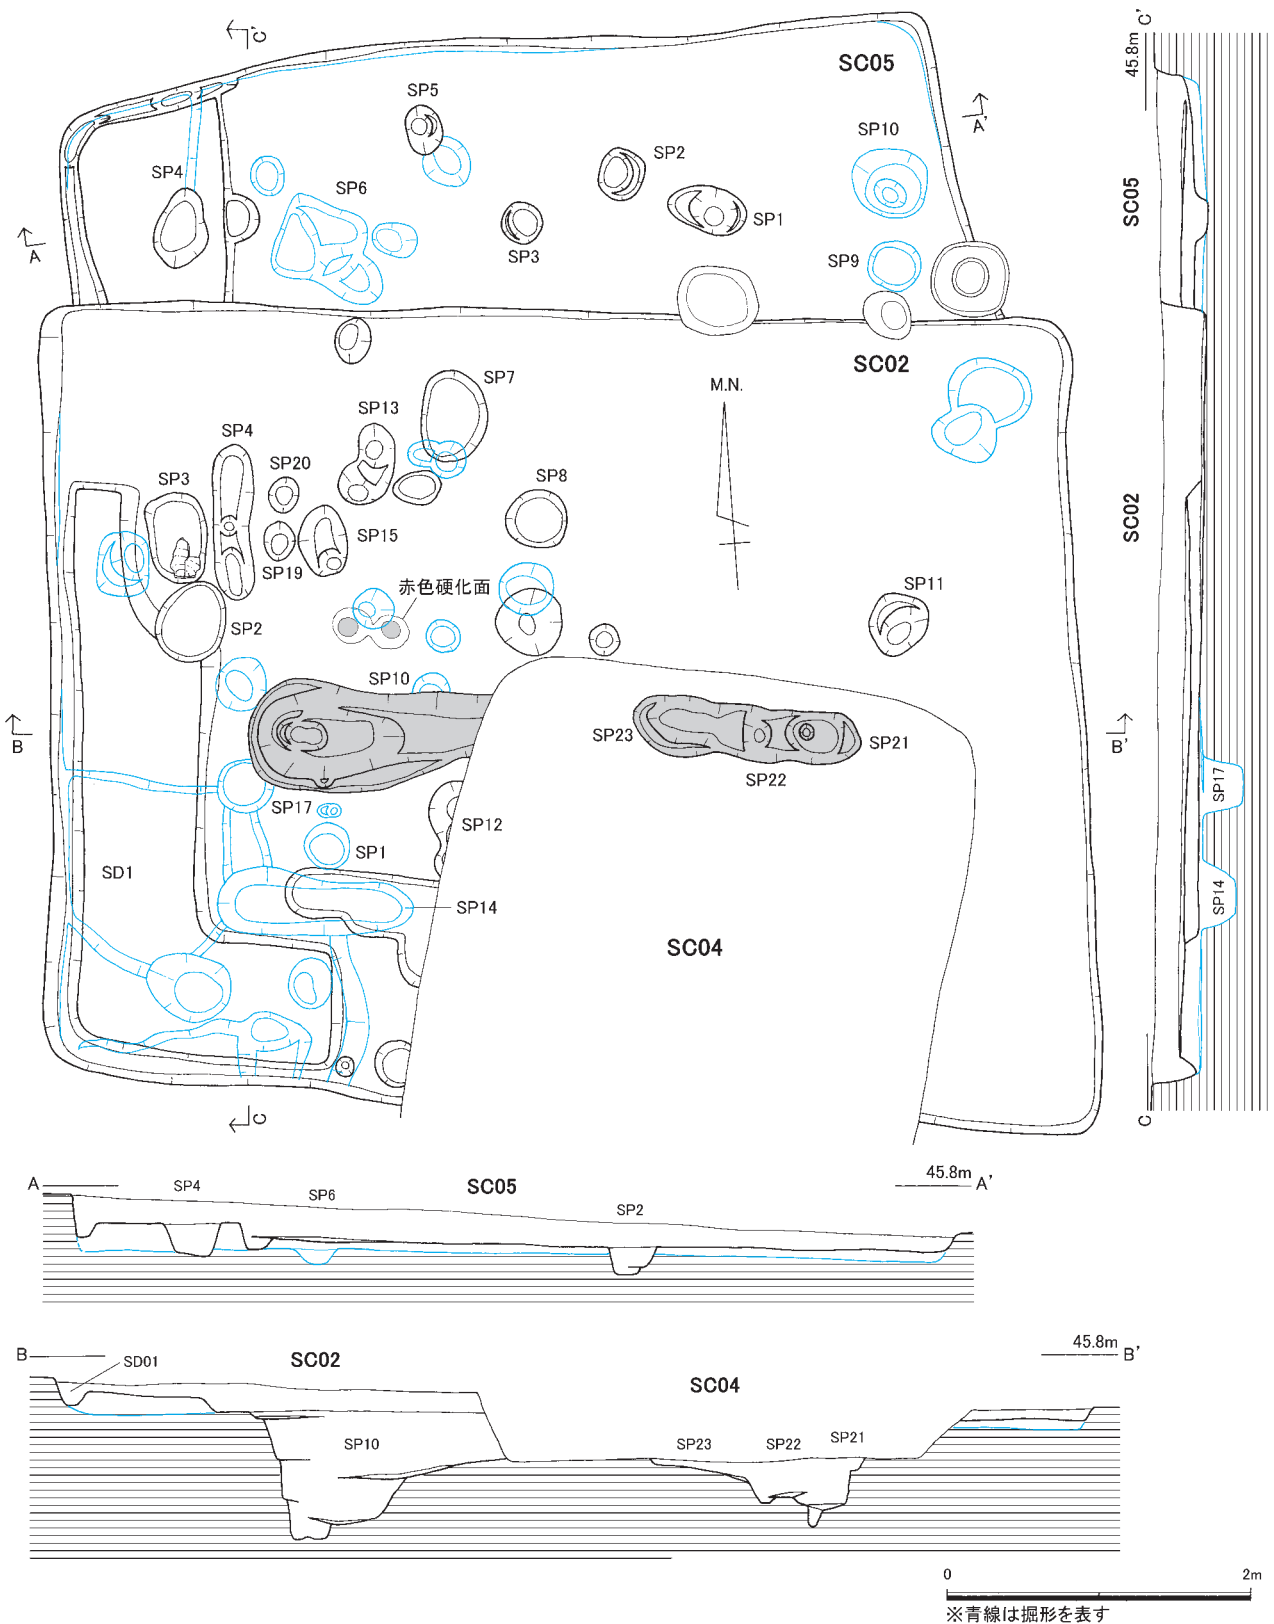 C'
SC05
A'
SP5
SP2
SP10
SP4
SP6
SP1
SP3
SP9
A
SC02
M.N.
SP7
SP13
SP4
SP20
SP3
SP8
SP15
SP19
赤色硬化面
SP11
SP2
SP10
B
SP23
SP21
B'
SP22
SP17
SP12
SP1
SD1
SP14
SC04
C
45.8m C'
SC05
SC02
SP17
SP14
C
A
SP4
SP6
SC05
SP2
45.8m A'
B
SD01
SC02
SC04
45.8m B'
SP10
SP23
SP22
SP21
0 2m
※青線は掘形を表す